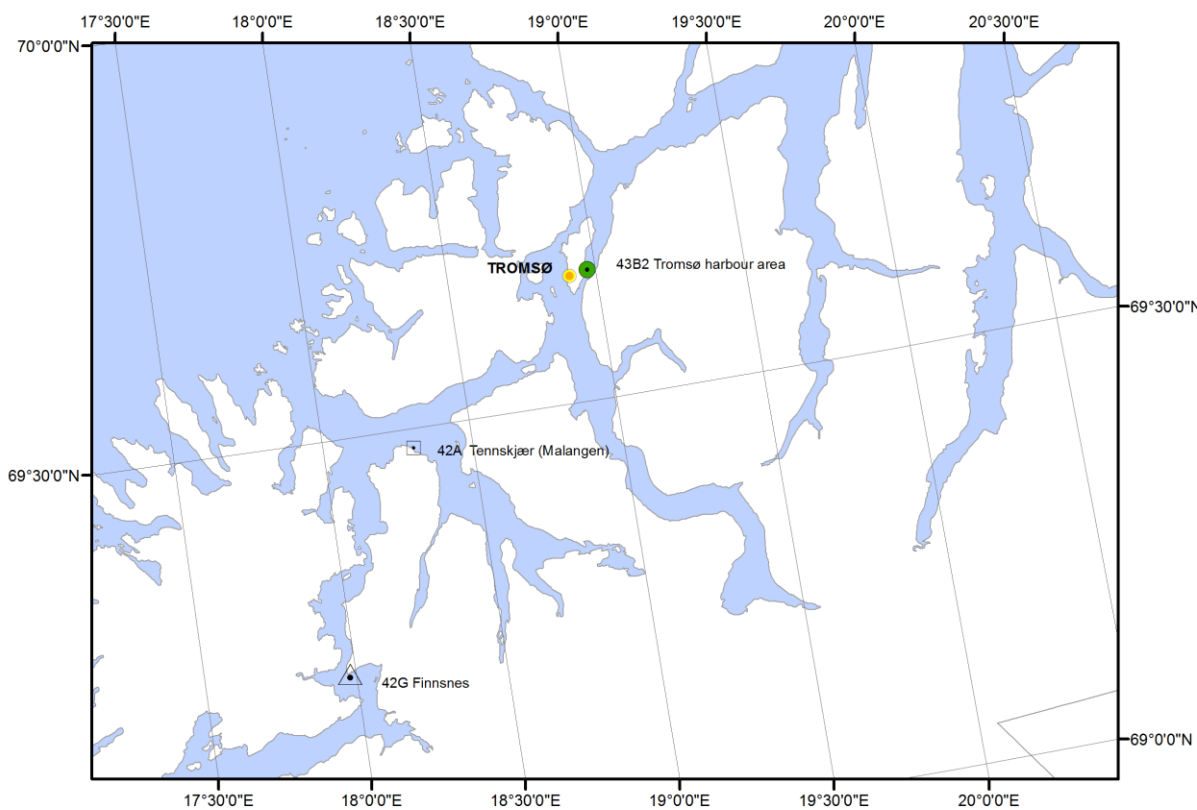 17°30'0"E 18°0'0"E 18°30'0"E 19°0'0"E 19°30'0"E 20°0'0"E 20°30'0"E
70°0'0"N
TROMSØ
43B2 Tromsø harbour area
69°30'0"N
42A Tennskjær (Malangen)
69°30'0"N
42G Finnsnes
69°0'0"N
17°30'0"E 18°0'0"E 18°30'0"E 19°0'0"E 19°30'0"E 20°0'0"E